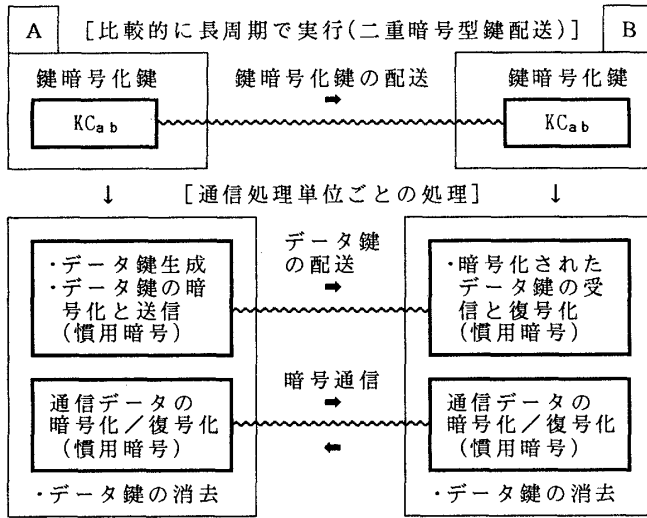 A [比較的に長周期で実行(二重暗号型鍵配送)] B
鍵暗号化鍵 鍵暗号化鍵の配送 鍵暗号化鍵
➡
KCab KCab
↓ [通信処理単位ごとの処理] ↓
データ鍵
の配送
➡
・データ鍵生成
・データ鍵の暗
号化と送信
(慣用暗号)
・暗号化された
データ鍵の受
信と復号化
(慣用暗号)
暗号通信
➡
⬅
通信データの
暗号化/復号化
(慣用暗号)
通信データの
暗号化/復号化
(慣用暗号)
・データ鍵の消去 ・データ鍵の消去